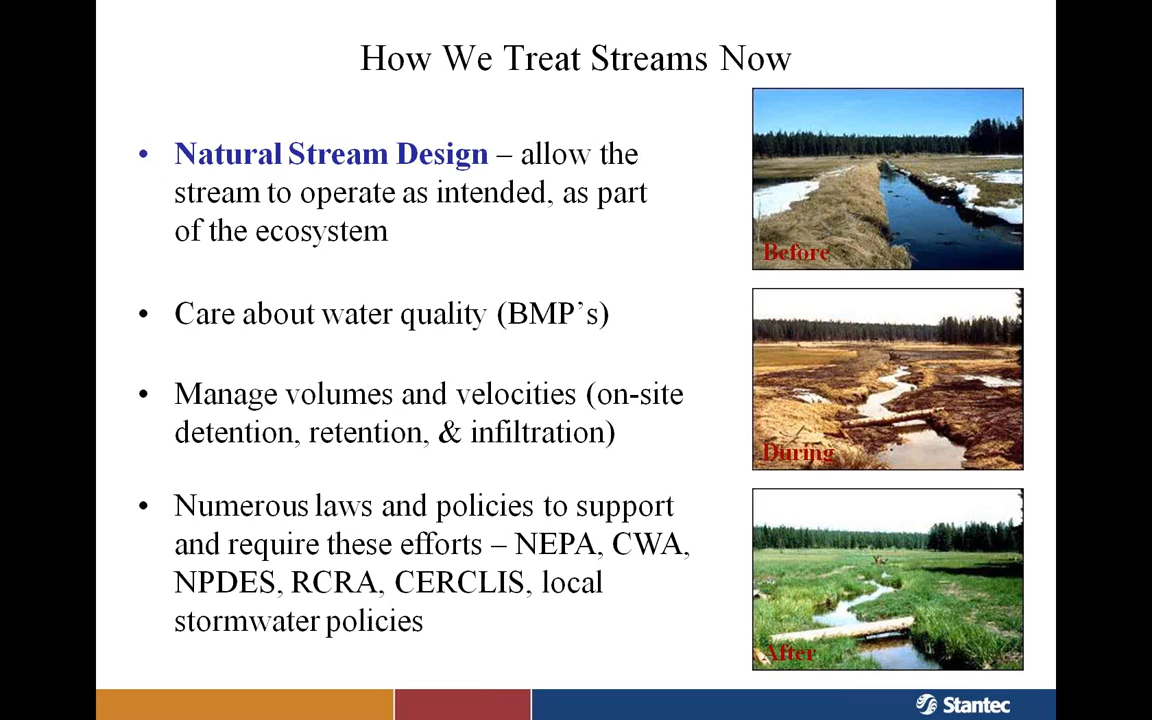 How We Treat Streams Now
• Natural Stream Design – allow the
stream to operate as intended, as part
of the ecosystem
• Care about water quality (BMP’s)
• Manage volumes and velocities (on-site
detention, retention, & infiltration)
• Numerous laws and policies to support
and require these efforts – NEPA, CWA,
NPDES, RCRA, CERCLIS, local
stormwater policies
Before
During
After
Stantec